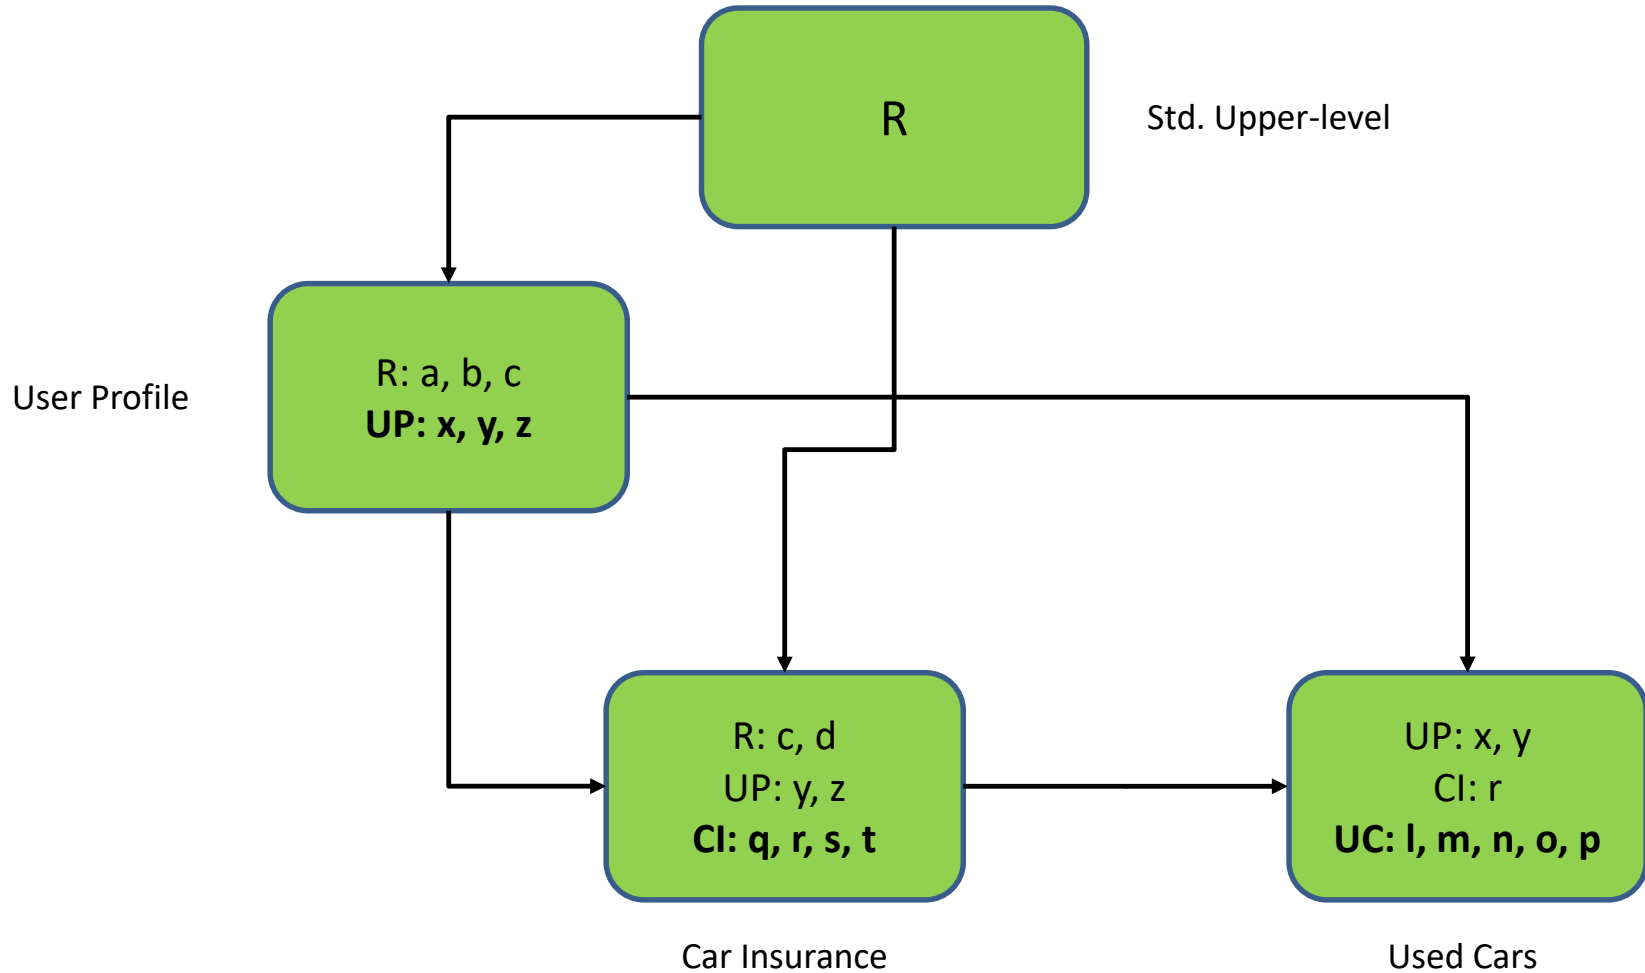 R
Std. Upper-level
User Profile
R: a, b, c
UP: x, y, z
R: c, d
UP: y, z
CI: q, r, s, t
UP: x, y
CI: r
UC: l, m, n, o, p
Car Insurance
Used Cars